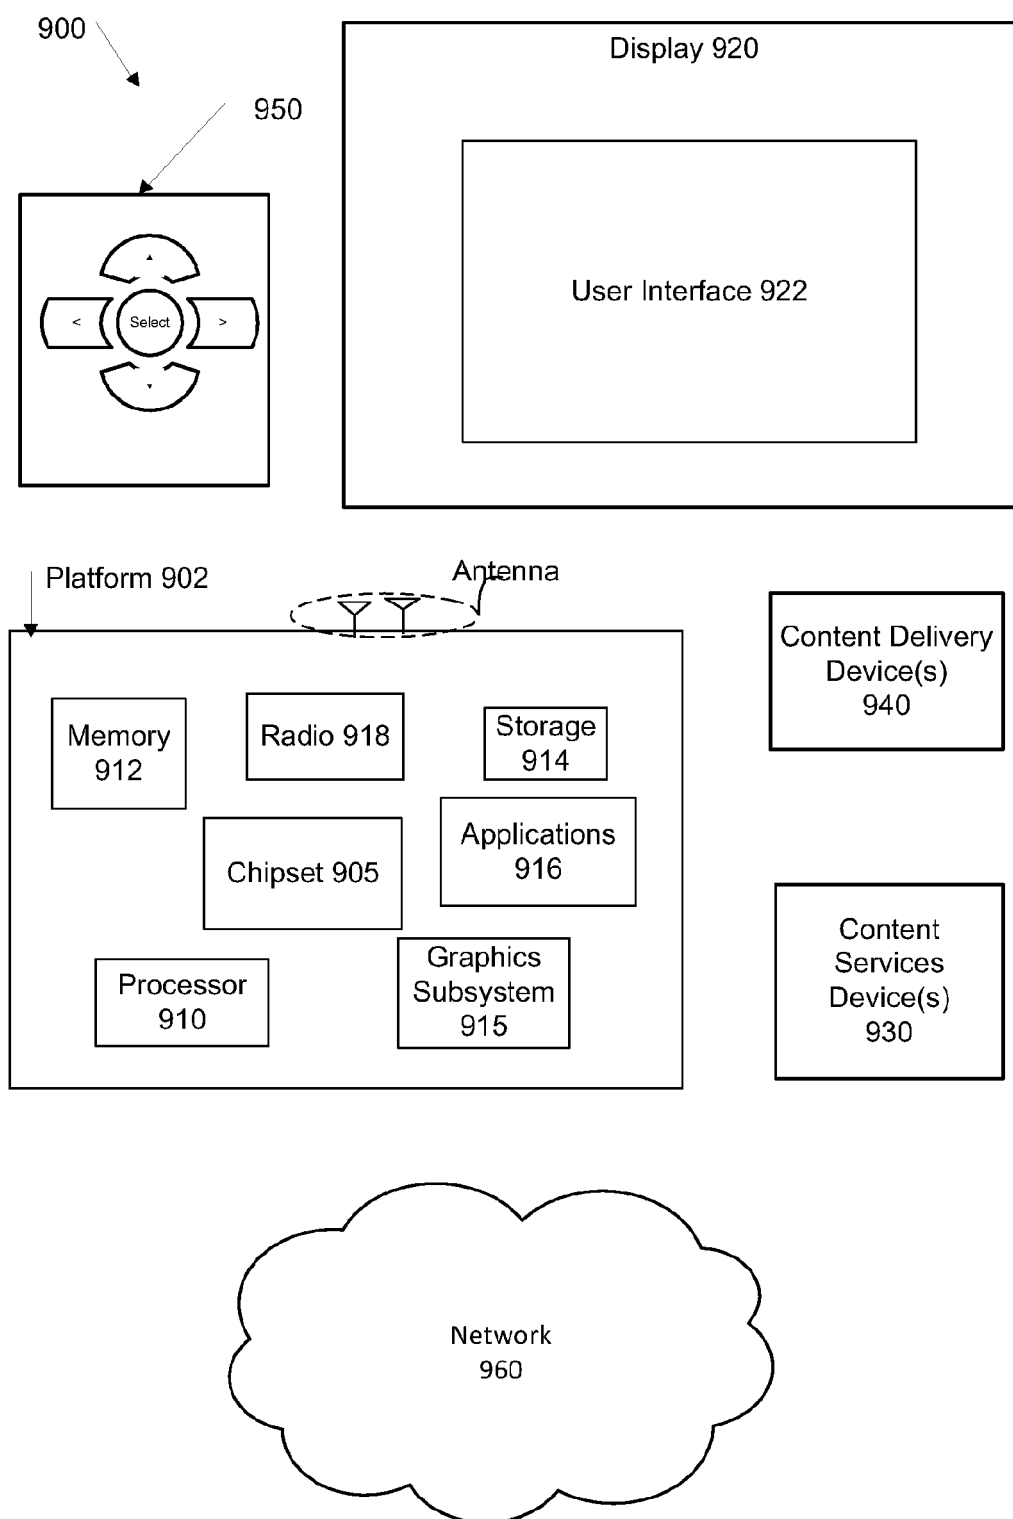 900
950
Display 920
User Interface 922
<
Select
>
Platform 902
Antenna
Memory
912
Radio 918
Storage
914
Chipset 905
Applications
916
Processor
910
Graphics
Subsystem
915
Content Delivery
Device(s)
940
Content
Services
Device(s)
930
Network
960